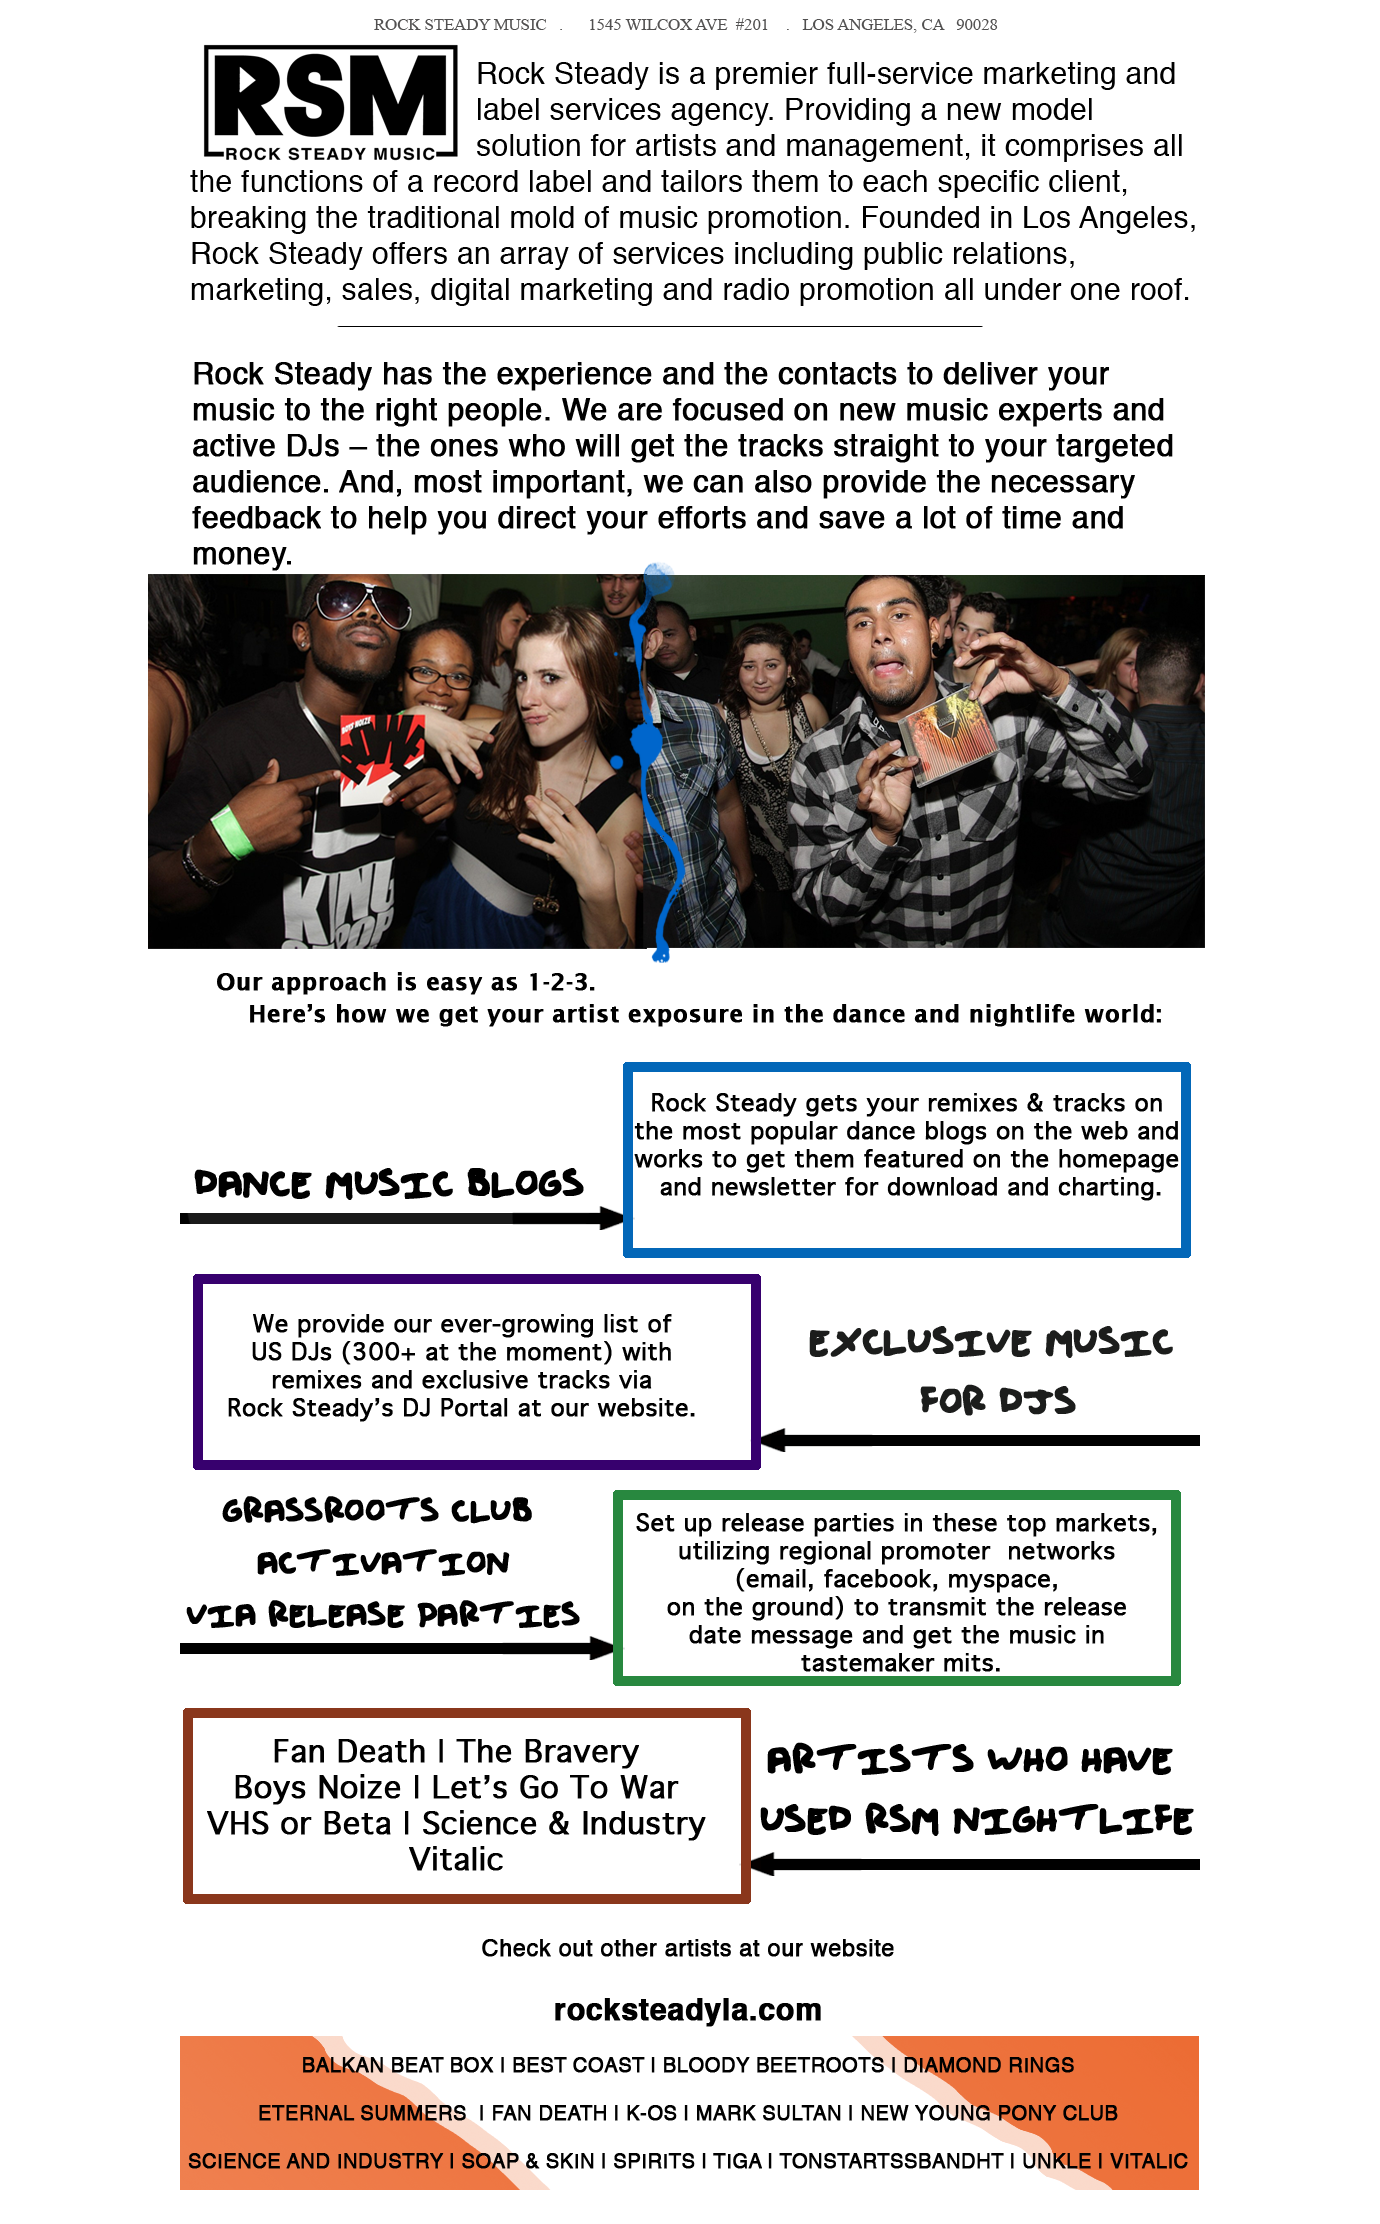 ROCK STEADY MUSIC . 1545 WILCOX AVE #201 . LOS ANGELES, CA 90028
RSM
ROCK STEADY MUSIC
Rock Steady is a premier full-service marketing and
label services agency. Providing a new model
solution for artists and management, it comprises all
the functions of a record label and tailors them to each specific client,
breaking the traditional mold of music promotion. Founded in Los Angeles,
Rock Steady offers an array of services including public relations,
marketing, sales, digital marketing and radio promotion all under one roof.
Rock Steady has the experience and the contacts to deliver your
music to the right people. We are focused on new music experts and
active DJs – the ones who will get the tracks straight to your targeted
audience. And, most important, we can also provide the necessary
feedback to help you direct your efforts and save a lot of time and
money.
BOYS NOIZE
KING
POP
Our approach is easy as 1-2-3.
Here's how we get your artist exposure in the dance and nightlife world:
DANCE MUSIC BLOGS
Rock Steady gets your remixes & tracks on
the most popular dance blogs on the web and
works to get them featured on the homepage
and newsletter for download and charting.
We provide our ever-growing list of
US DJs (300+ at the moment) with
remixes and exclusive tracks via
Rock Steady's DJ Portal at our website.
EXCLUSIVE MUSIC
FOR DJS
GRASSROOTS CLUB
ACTIVATION
VIA RELEASE PARTIES
Set up release parties in these top markets,
utilizing regional promoter networks
(email, facebook, myspace,
on the ground) to transmit the release
date message and get the music in
tastemaker mits.
Fan Death | The Bravery
Boys Noize | Let's Go To War
VHS or Beta | Science & Industry
Vitalic
ARTISTS WHO HAVE
USED RSM NIGHTLIFE
Check out other artists at our website
rocksteadyla.com
BALKAN BEAT BOX | BEST COAST | BLOODY BEETROOTS | DIAMOND RINGS
ETERNAL SUMMERS | FAN DEATH | K-OS | MARK SULTAN | NEW YOUNG PONY CLUB
SCIENCE AND INDUSTRY | SOAP & SKIN | SPIRITS | TIGA | TONSTARTSSBANDHT | UNKLE | VITALIC